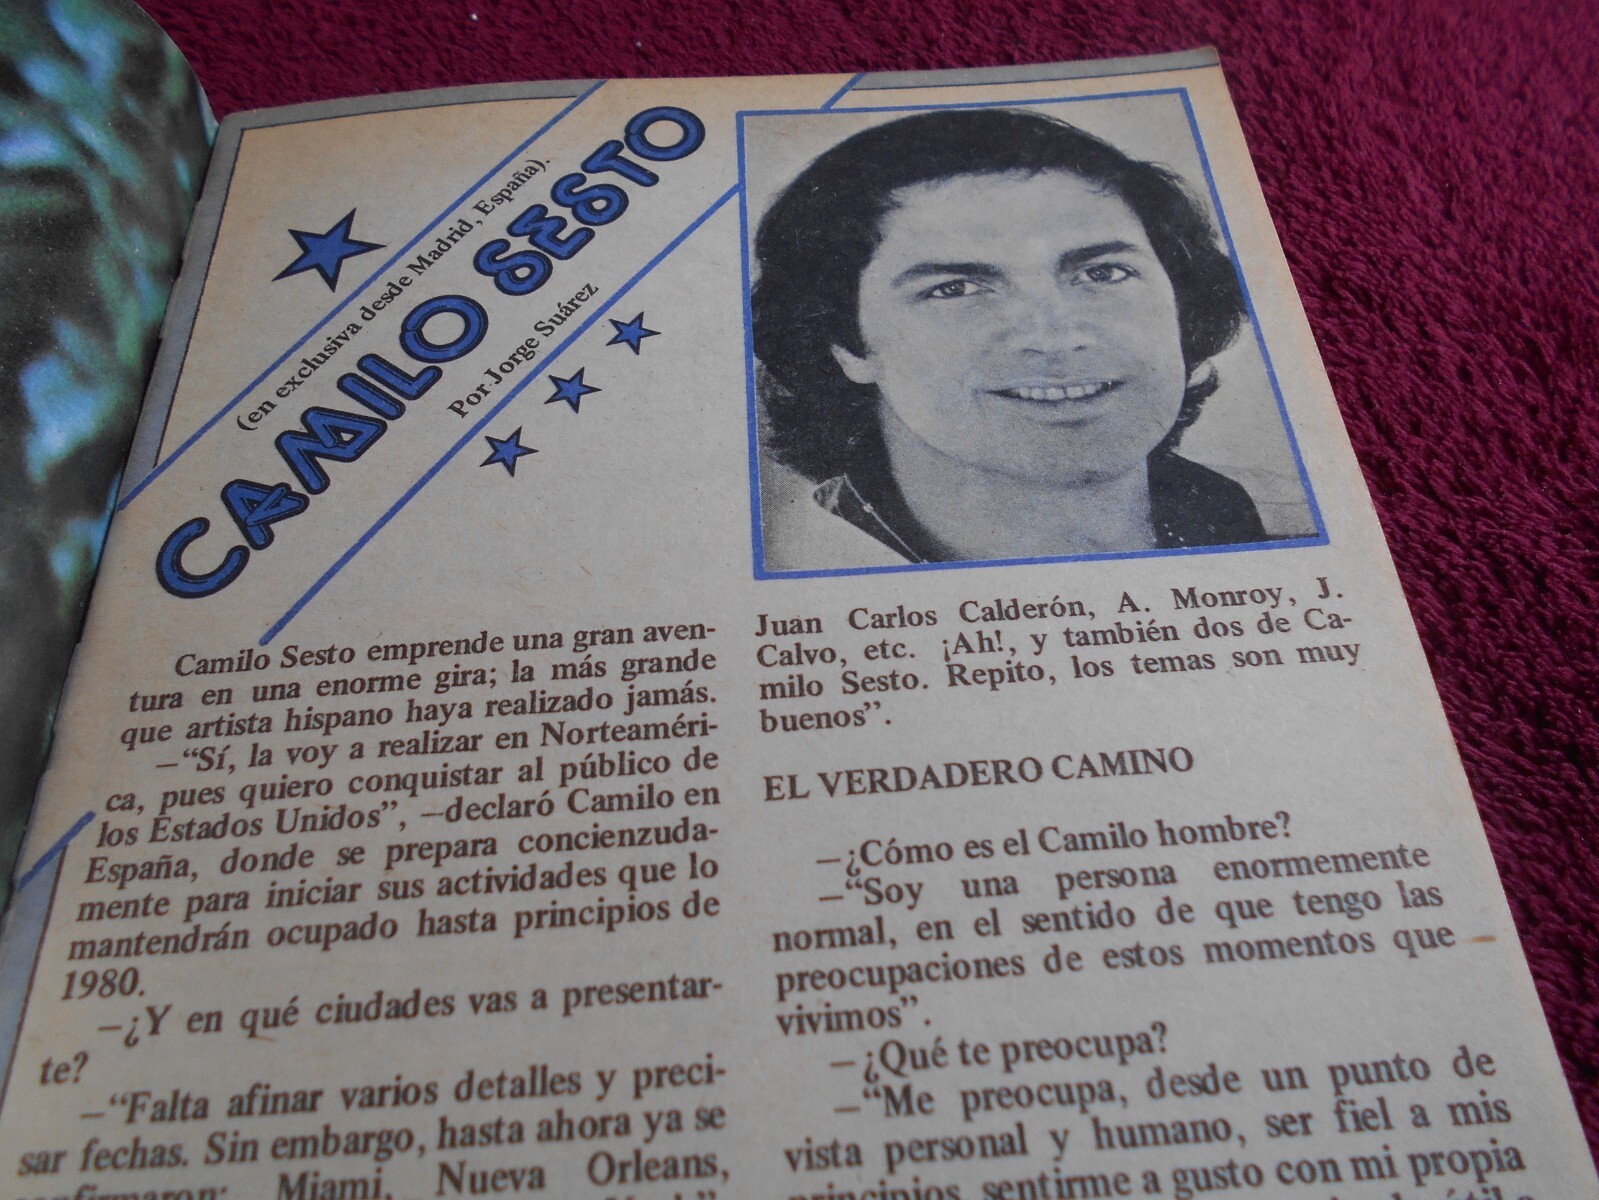 (en exclusiva desde Madrid, España).
CAMILO SESTO
Por Jorge Suárez
Camilo Sesto emprende una gran aven-
tura en una enorme gira; la más grande
que artista hispano haya realizado jamás.
—“Sí, la voy a realizar en Norteaméri-
ca, pues quiero conquistar al público de
los Estados Unidos”, —declaró Camilo en
España, donde se prepara concienzuda-
mente para iniciar sus actividades que lo
mantendrán ocupado hasta principios de
1980.
—¿Y en qué ciudades vas a presentar-
te?
—“Falta afinar varios detalles y preci-
sar fechas. Sin embargo, hasta ahora ya se
confirmaron: Miami, Nueva Orleans,
Juan Carlos Calderón, A. Monroy, J.
Calvo, etc. ¡Ah!, y también dos de Ca-
milo Sesto. Repito, los temas son muy
buenos”.
EL VERDADERO CAMINO
—¿Cómo es el Camilo hombre?
—“Soy una persona enormemente
normal, en el sentido de que tengo las
preocupaciones de estos momentos que
vivimos”.
—¿Qué te preocupa?
—“Me preocupa, desde un punto de
vista personal y humano, ser fiel a mis
principios, sentirme a gusto con mi propia